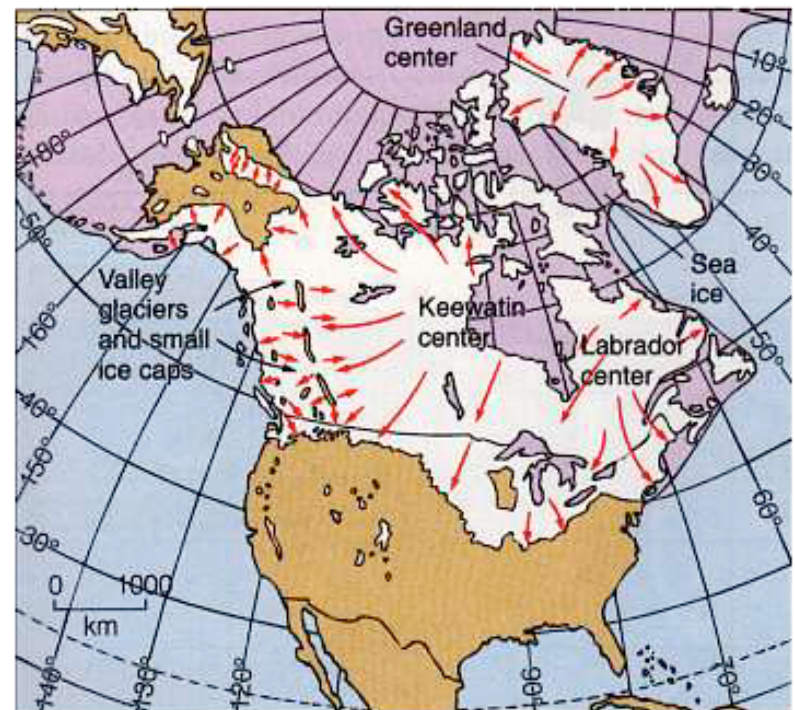 Greenland
center
10°
20°
30°
40°
50°
60°
70°
180°
50°
160°
40°
150°
30°
140°
130°
120°
90
Valley
glaciers
and small
ice caps
Keewatin
center
Labrador
center
Sea
ice
0 1000
km